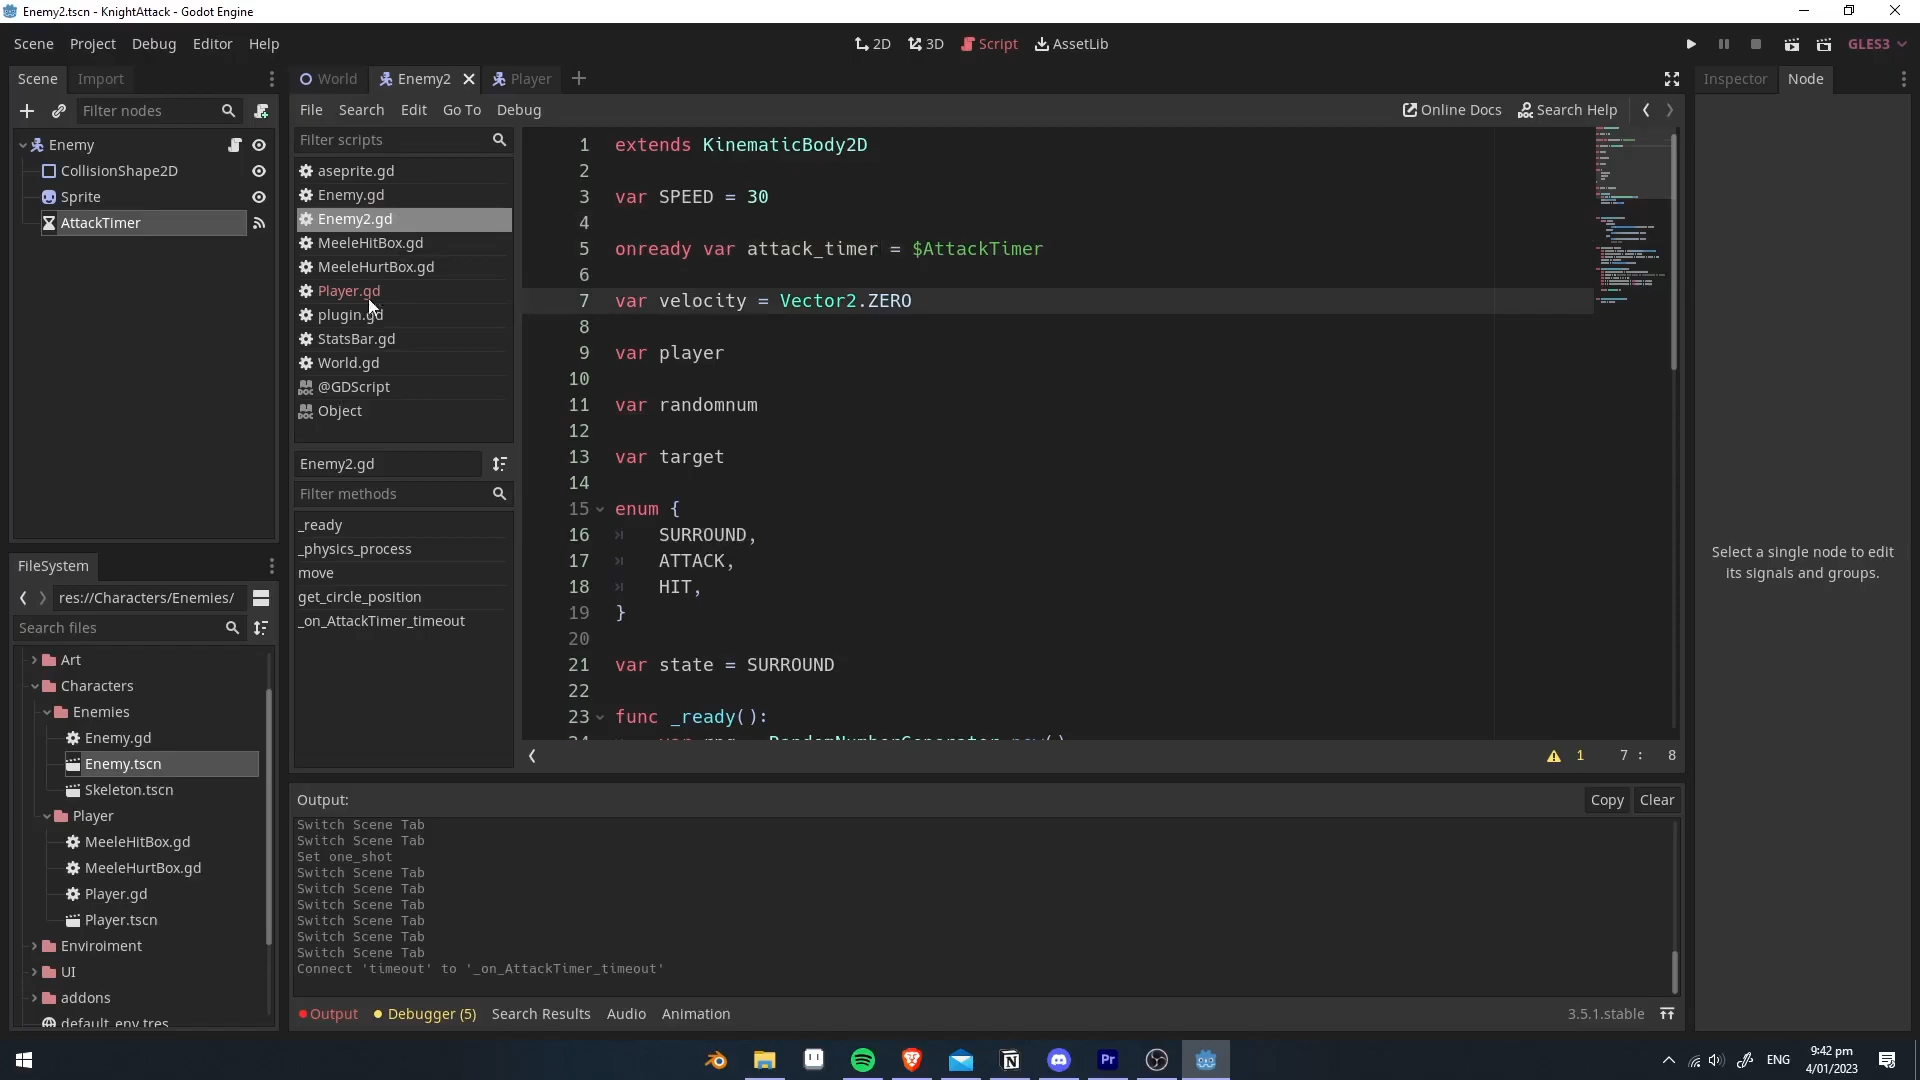 Enemy2.tscn - KnightAttack - Godot Engine
Scene Project Debug Editor Help
2D 3D Script AssetLib
GLES3
Scene Import
World Enemy2 Player
Inspector Node
Filter nodes
File Search Edit Go To Debug
Online Docs Search Help
Enemy
CollisionShape2D
Sprite
AttackTimer
Filter scripts
aseprite.gd
Enemy.gd
Enemy2.gd
MeeleHitBox.gd
MeeleHurtBox.gd
Player.gd
plugin.gd
StatsBar.gd
World.gd
@GDScript
Object
Enemy2.gd
Filter methods
_ready
_physics_process
move
get_circle_position
_on_AttackTimer_timeout
1 extends KinematicBody2D
2
3 var SPEED = 30
4
5 onready var attack_timer = $AttackTimer
6
7 var velocity = Vector2.ZERO
8
9 var player
10
11 var randomnum
12
13 var target
14
15 enum {
16 SURROUND,
17 ATTACK,
18 HIT,
19 }
20
21 var state = SURROUND
22
23 func _ready():
24 var rng = RandomNumberGenerator.new()
1 7 : 8
Select a single node to edit
its signals and groups.
FileSystem
res://Characters/Enemies/
Search files
Art
Characters
Enemies
Enemy.gd
Enemy.tscn
Skeleton.tscn
Player
MeeleHitBox.gd
MeeleHurtBox.gd
Player.gd
Player.tscn
Enviroiment
UI
addons
default_env.tres
Output:
Copy Clear
Switch Scene Tab
Switch Scene Tab
Set one_shot
Switch Scene Tab
Switch Scene Tab
Switch Scene Tab
Switch Scene Tab
Switch Scene Tab
Switch Scene Tab
Connect 'timeout' to '_on_AttackTimer_timeout'
Output Debugger (5) Search Results Audio Animation
3.5.1.stable
ENG
9:42 pm
4/01/2023